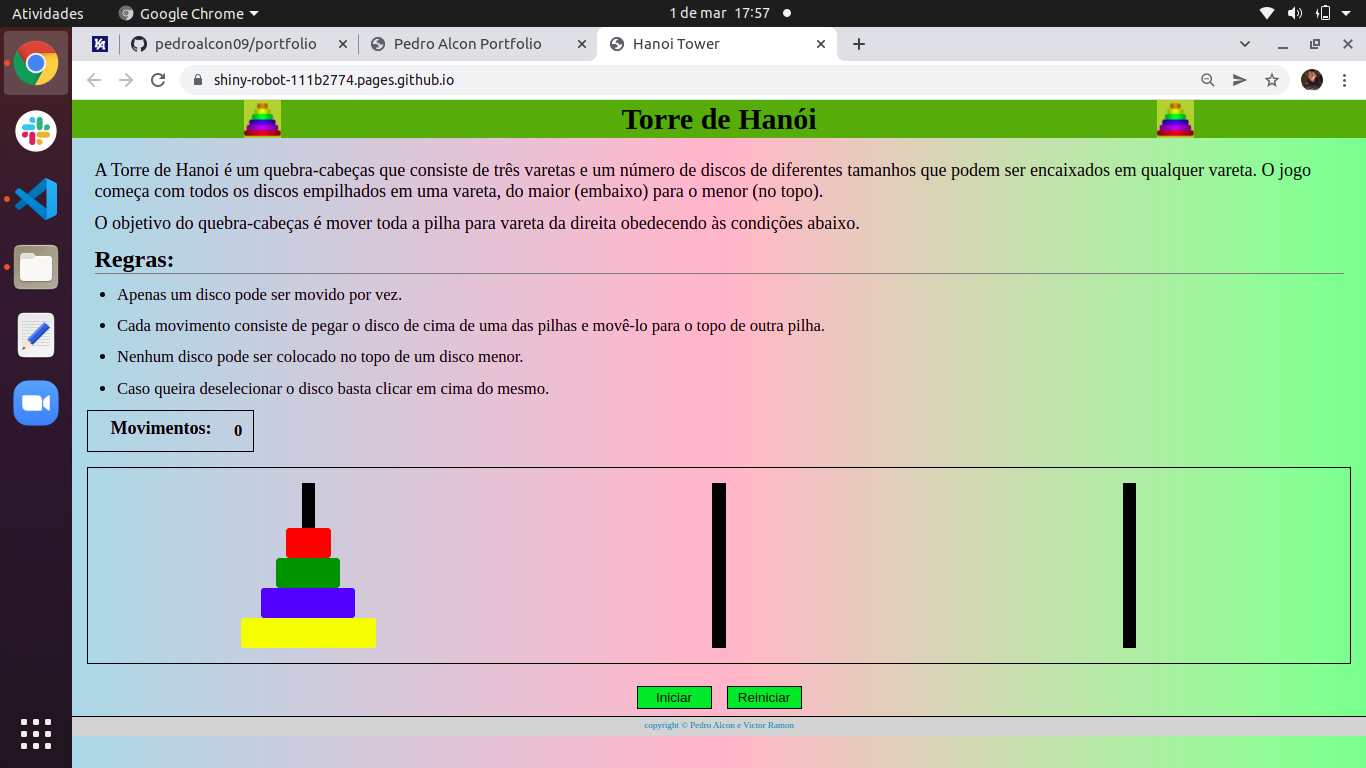 Atividades Google Chrome 1 de mar 17:57
pedroalcon09/portfolio Pedro Alcon Portfolio Hanoi Tower
shiny-robot-111b2774.pages.github.io
Torre de Hanói
A Torre de Hanoi é um quebra-cabeças que consiste de três varetas e um número de discos de diferentes tamanhos que podem ser encaixados em qualquer vareta. O jogo
começa com todos os discos empilhados em uma vareta, do maior (embaixo) para o menor (no topo).
O objetivo do quebra-cabeças é mover toda a pilha para vareta da direita obedecendo às condições abaixo.
Regras:
• Apenas um disco pode ser movido por vez.
• Cada movimento consiste de pegar o disco de cima de uma das pilhas e movê-lo para o topo de outra pilha.
• Nenhum disco pode ser colocado no topo de um disco menor.
• Caso queira deselecionar o disco basta clicar em cima do mesmo.
Movimentos: 0
Iniciar Reiniciar
copyright © Pedro Alcon e Victor Ramon